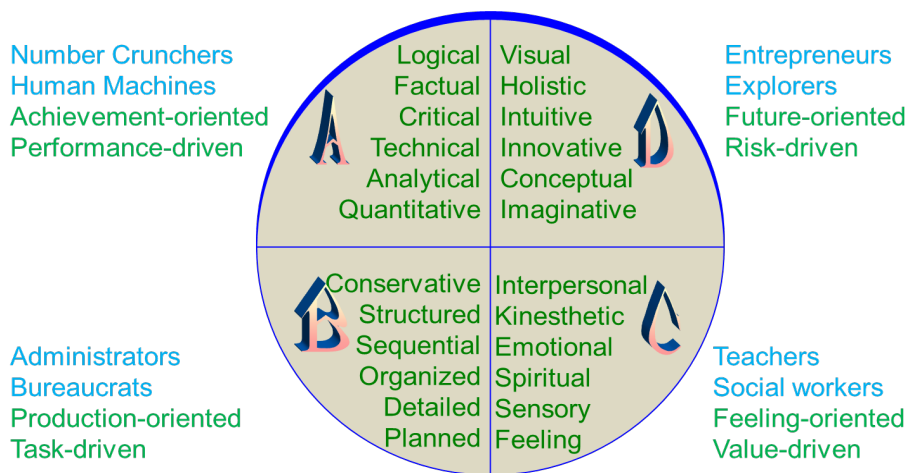 Number Crunchers
Human Machines
Achievement-oriented
Performance-driven
A
Logical
Factual
Critical
Technical
Analytical
Quantitative
Visual
Holistic
Intuitive
Innovative
Conceptual
Imaginative
D
Entrepreneurs
Explorers
Future-oriented
Risk-driven
Administrators
Bureaucrats
Production-oriented
Task-driven
B
Conservative
Structured
Sequential
Organized
Detailed
Planned
Interpersonal
Kinesthetic
Emotional
Spiritual
Sensory
Feeling
C
Teachers
Social workers
Feeling-oriented
Value-driven